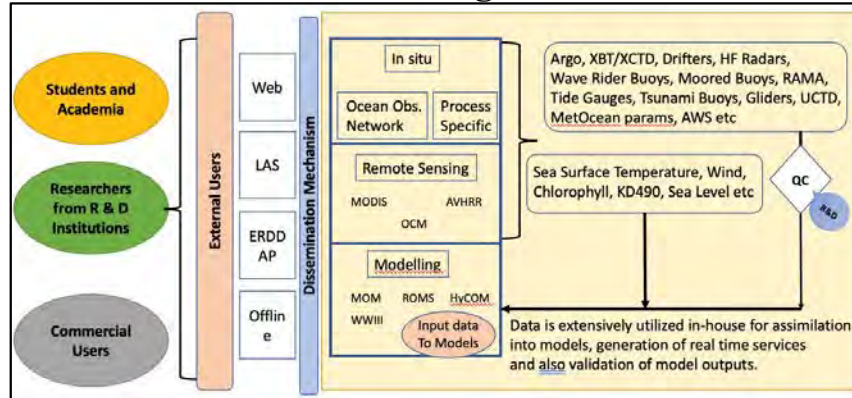 Students and
Academia
Researchers
from R & D
Institutions
Commercial
Users
External Users
Web
LAS
ERDD
AP
Offlin
e
Dissemination Mechanism
In situ
Ocean Obs.
Network
Process
Specific
Remote Sensing
MODIS
AVHRR
OCM
Modelling
MOM ROMS HyCOM
WWIII
Input data
To Models
Argo, XBT/XCTD, Drifters, HF Radars,
Wave Rider Buoys, Moored Buoys, RAMA,
Tide Gauges, Tsunami Buoys, Gliders, UCTD,
MetOcean params, AWS etc
Sea Surface Temperature, Wind,
Chlorophyll, KD490, Sea Level etc
QC
R&D
Data is extensively utilized in-house for assimilation
into models, generation of real time services
and also validation of model outputs.